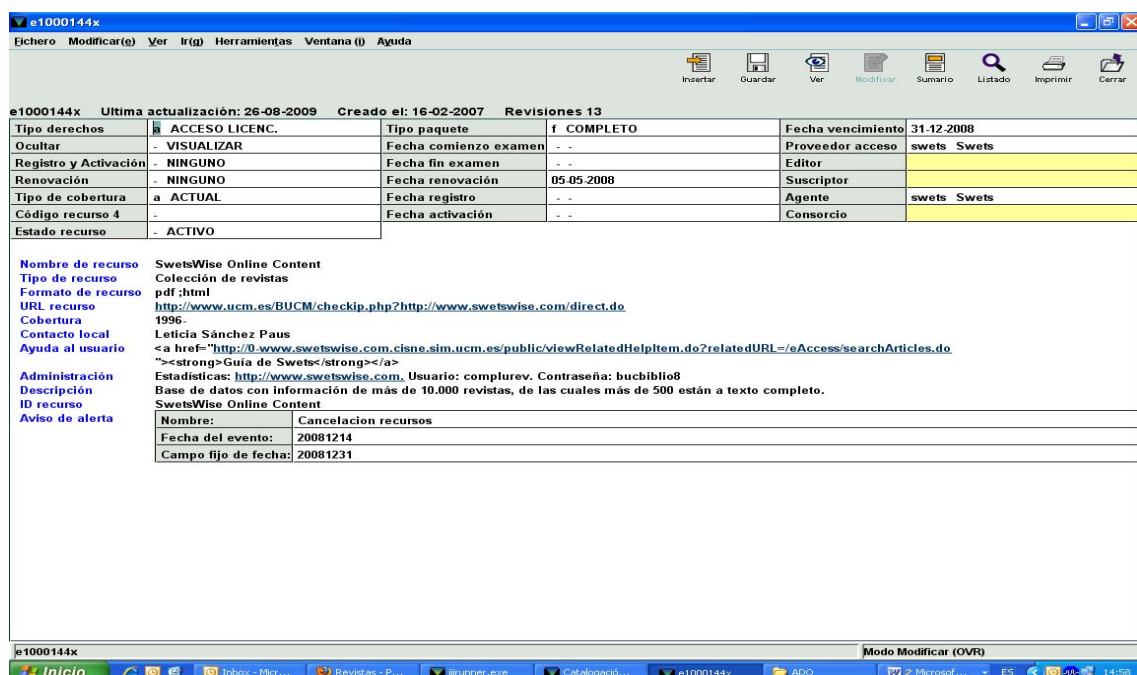 e1000144x
Fichero Modificar(e) Ver Ir(g) Herramientas Ventana (i) Ayuda
Insertar Guardar Ver Modificar Sumario Listado Imprimir Cerrar
e1000144x Ultima actualización: 26-08-2009 Creado el: 16-02-2007 Revisiones 13
Tipo derechos a ACCESO LICENC. Tipo paquete f COMPLETO Fecha vencimiento 31-12-2008
Ocultar - VISUALIZAR Fecha comienzo examen - - Proveedor acceso swets Swets
Registro y Activación - NINGUNO Fecha fin examen - - Editor
Renovación - NINGUNO Fecha renovación 05-05-2008 Suscriptor
Tipo de cobertura a ACTUAL Fecha registro - - Agente swets Swets
Código recurso 4 - Fecha activación - - Consorcio
Estado recurso - ACTIVO
Nombre de recurso SwetsWise Online Content
Tipo de recurso Colección de revistas
Formato de recurso pdf ;html
URL recurso http://www.ucm.es/BUCM/checkip.php?http://www.swetswise.com/direct.do
Cobertura 1996-
Contacto local Leticia Sánchez Paus
Ayuda al usuario <a href="http://0-www.swetswise.com.cisne.sim.ucm.es/public/viewRelatedHelpItem.do?relatedURL=/eAccess/searchArticles.do
"><strong>Guía de Swets</strong></a>
Administración Estadísticas: http://www.swetswise.com. Usuario: complurev. Contraseña: bucbiblio8
Descripción Base de datos con información de más de 10.000 revistas, de las cuales más de 500 están a texto completo.
ID recurso SwetsWise Online Content
Aviso de alerta Nombre: Cancelacion recursos
Fecha del evento: 20081214
Campo fijo de fecha: 20081231
e1000144x Modo Modificar (OVR)
Inicio Inbox - Micr... Revistas - P... iiirunner.exe Catalogació... e1000144x ADO 2 Microsof... ES 14:58